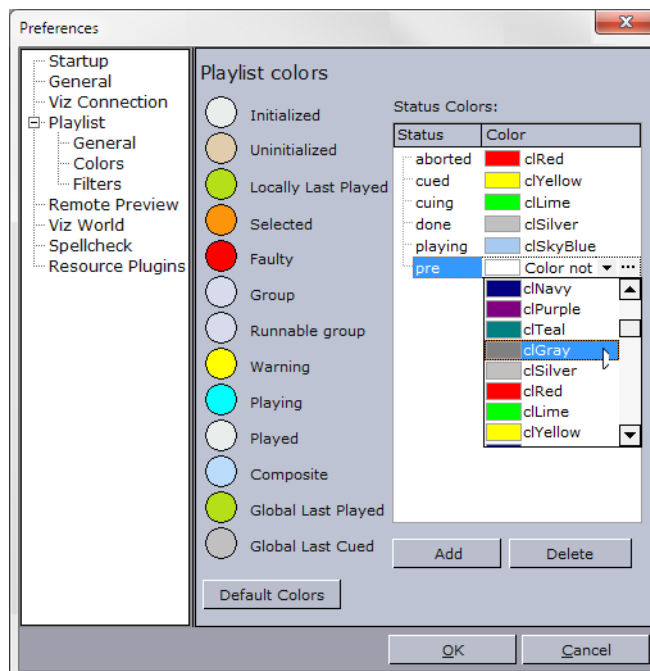 Preferences
Startup
General
Viz Connection
Playlist
General
Colors
Filters
Remote Preview
Viz World
Spellcheck
Resource Plugins
Playlist colors
Initialized
Uninitialized
Locally Last Played
Selected
Faulty
Group
Runnable group
Warning
Playing
Played
Composite
Global Last Played
Global Last Cued
Default Colors
Status Colors:
Status Color
aborted clRed
cued clYellow
cuing clLime
done clSilver
playing clSkyBlue
pre Color not ...
clNavy
clPurple
clTeal
clGray
clSilver
clRed
clLime
clYellow
Add Delete
OK Cancel